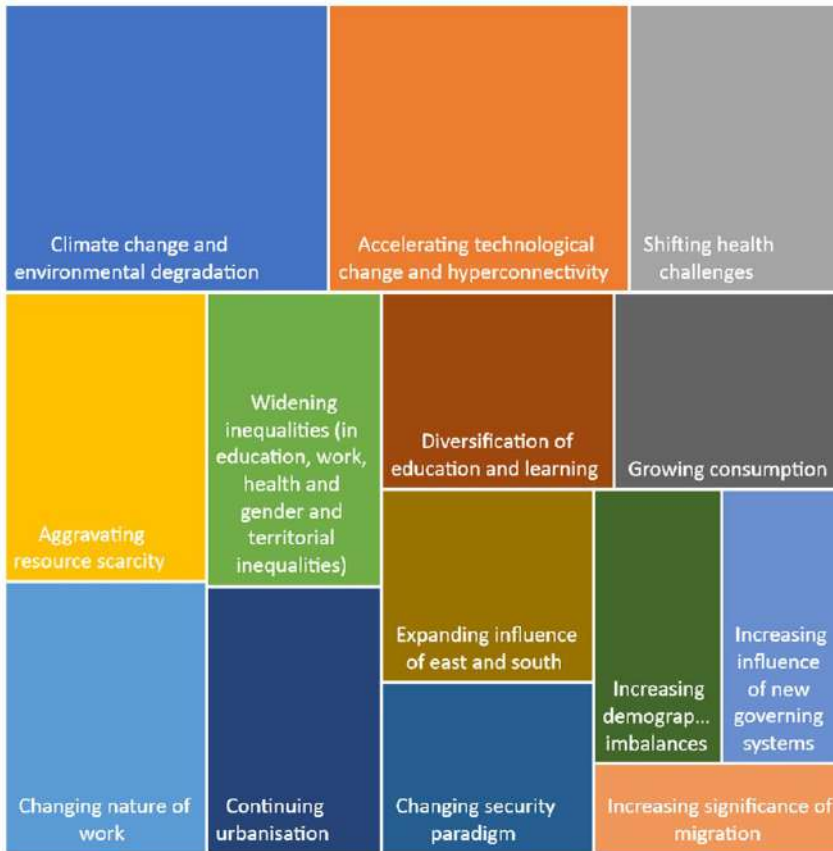 Climate change and
environmental degradation
Accelerating technological
change and hyperconnectivity
Shifting health
challenges
Aggravating
resource scarcity
Widening
inequalities (in
education, work,
health and
gender and
territorial
inequalities)
Diversification of
education and learning
Growing consumption
Expanding influence
of east and south
Increasing
demograp...
imbalances
Increasing
influence
of new
governing
systems
Changing nature of
work
Continuing
urbanisation
Changing security
paradigm
Increasing significance of
migration